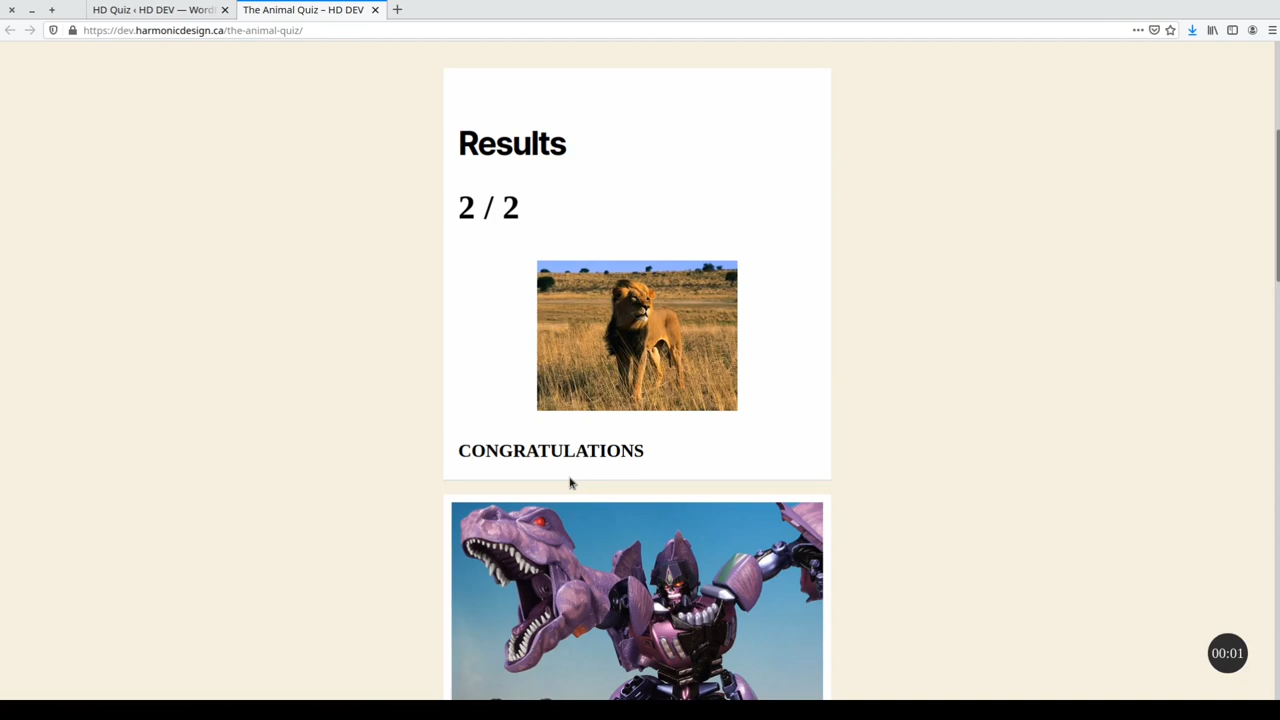 HD Quiz ‹ HD DEV — Word
The Animal Quiz – HD DEV
https://dev.harmonicdesign.ca/the-animal-quiz/
Results
2 / 2
CONGRATULATIONS
00:01